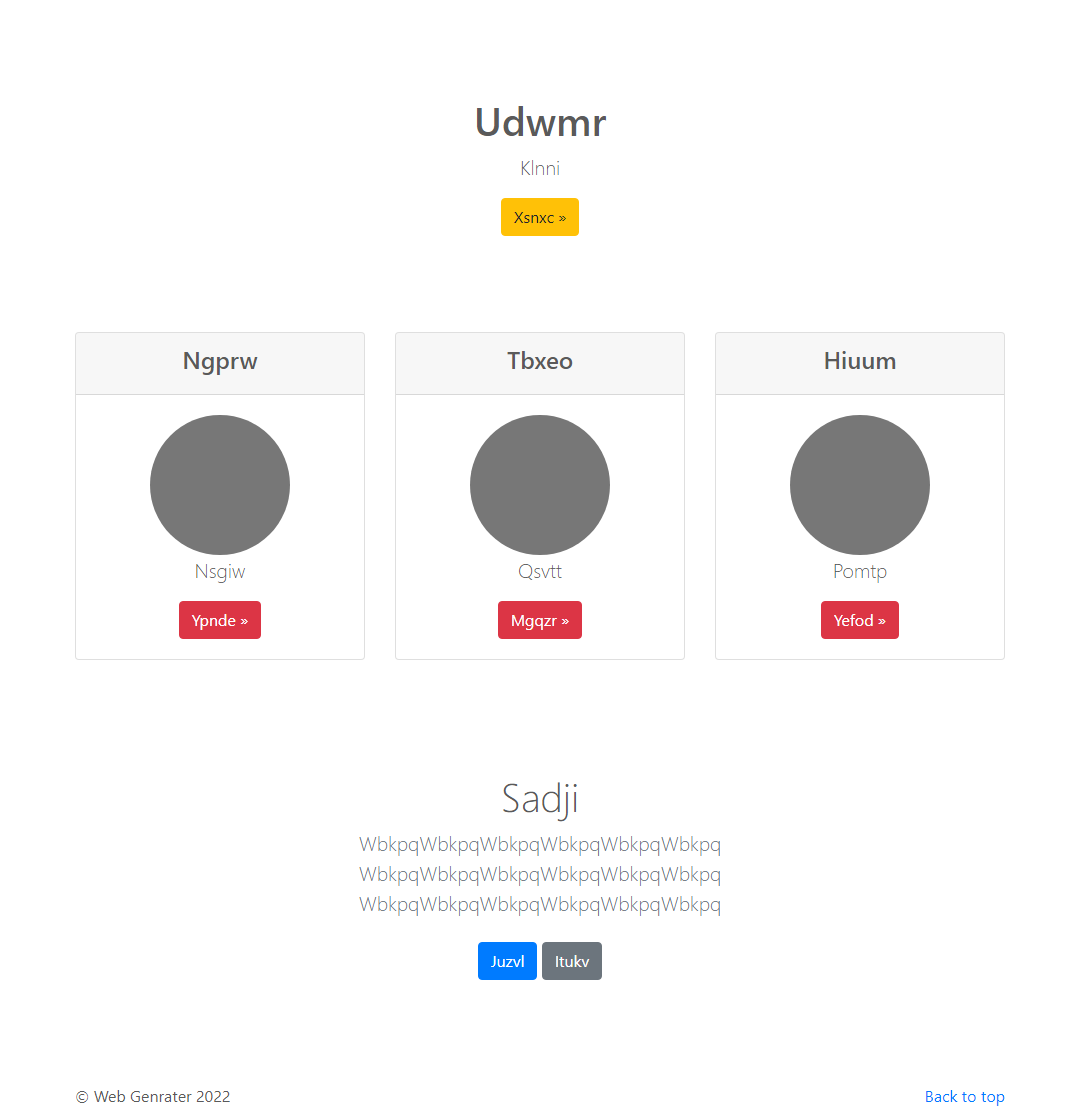 Udwmr
Klnni
Xsnxc »
Ngprw
Nsgiw
Ypnde »
Tbxeo
Qsvtt
Mgqzr »
Hiuum
Pomtp
Yefod »
Sadji
WbkpqWbkpqWbkpqWbkpqWbkpqWbkpq
WbkpqWbkpqWbkpqWbkpqWbkpqWbkpq
WbkpqWbkpqWbkpqWbkpqWbkpqWbkpq
Juzvl Itukv
© Web Genrater 2022
Back to top